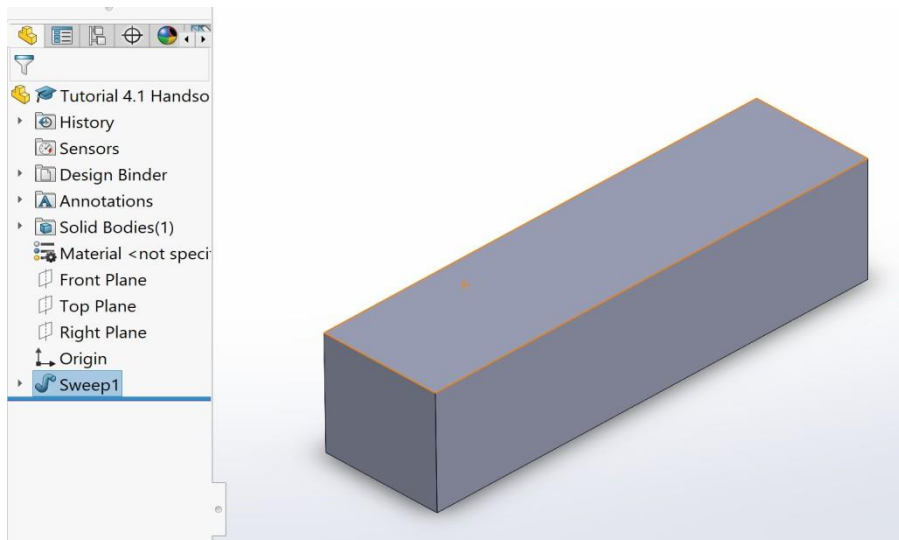 Tutorial 4.1 Handso
History
Sensors
Design Binder
Annotations
Solid Bodies(1)
Material <not speci
Front Plane
Top Plane
Right Plane
Origin
Sweep1